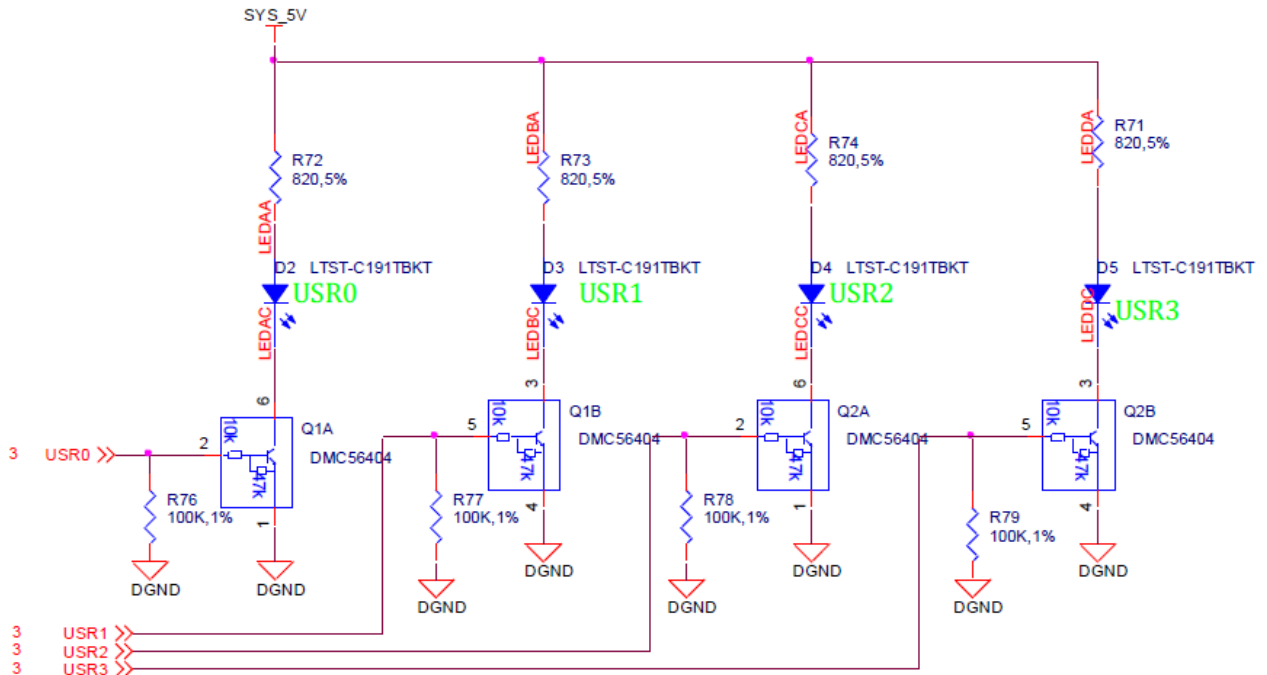 SYS_5V
R72
820,5%
LEDAA
D2 LTST-C191TBKT
USR0
LEDAC
6
10k
47k
2
1
Q1A
DMC56404
3 USR0
R76
100K,1%
DGND
DGND
LEDBA
R73
820,5%
D3 LTST-C191TBKT
USR1
LEDBC
3
10k
47k
5
4
Q1B
DMC56404
R77
100K,1%
DGND
DGND
LEDCA
R74
820,5%
D4 LTST-C191TBKT
USR2
LEDCC
6
10k
47k
2
1
Q2A
DMC56404
R78
100K,1%
DGND
DGND
LEDDA
R71
820,5%
D5 LTST-C191TBKT
USR3
LEDDC
3
10k
47k
5
4
Q2B
DMC56404
R79
100K,1%
DGND
DGND
3 USR1
3 USR2
3 USR3